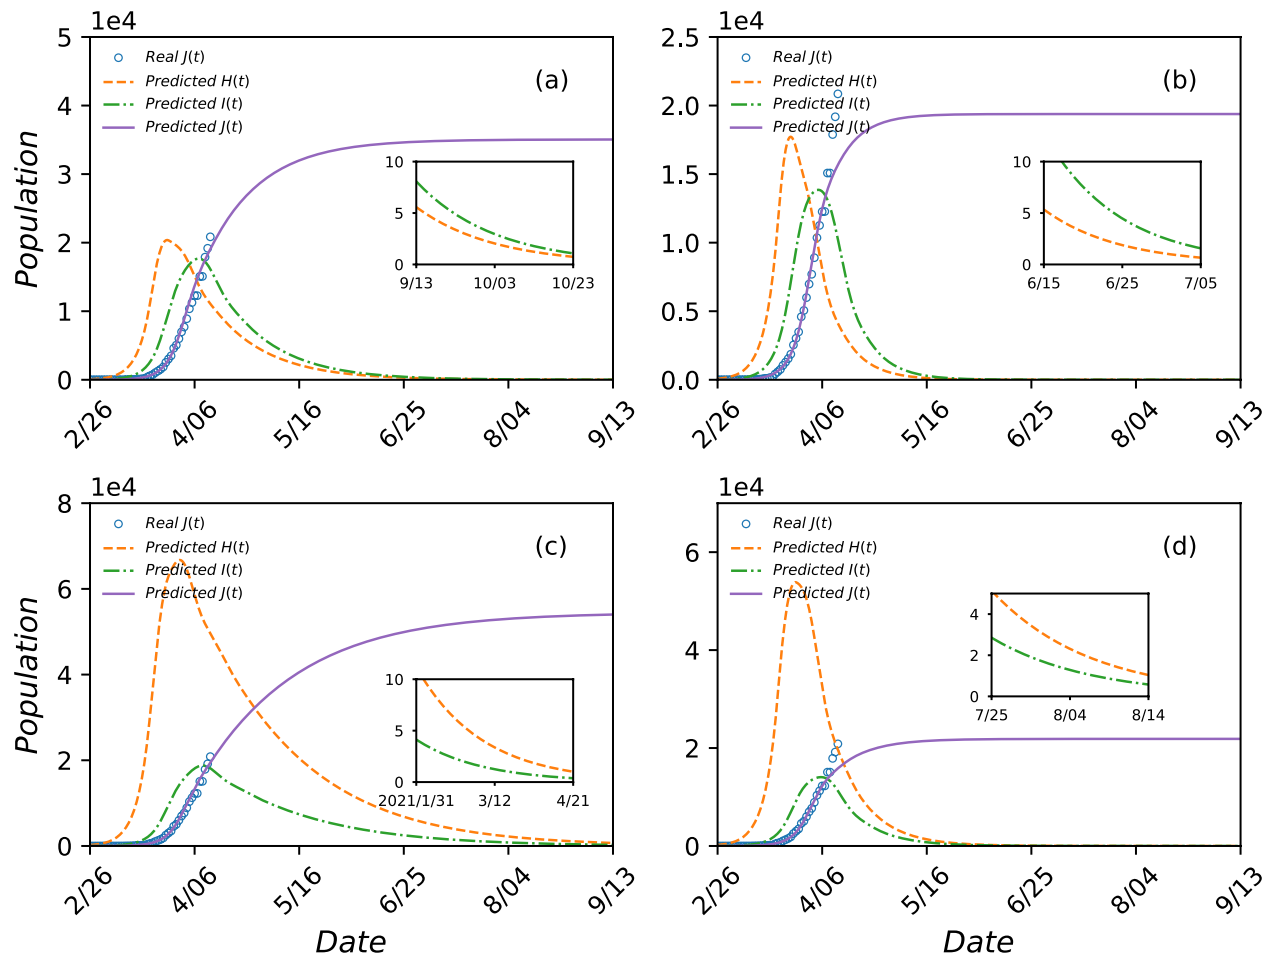 1e4
5
4
3
2
1
0
Population
Real J(t)
Predicted H(t)
Predicted I(t)
Predicted J(t)
(a)
10
5
0
9/13 10/03 10/23
2/26 4/06 5/16 6/25 8/04 9/13
1e4
2.5
2.0
1.5
1.0
0.5
0.0
Real J(t)
Predicted H(t)
Predicted I(t)
Predicted J(t)
(b)
10
5
0
6/15 6/25 7/05
2/26 4/06 5/16 6/25 8/04 9/13
1e4
8
6
4
2
0
Population
Real J(t)
Predicted H(t)
Predicted I(t)
Predicted J(t)
(c)
10
5
0
2021/1/31 3/12 4/21
2/26 4/06 5/16 6/25 8/04 9/13
Date
1e4
6
4
2
0
Real J(t)
Predicted H(t)
Predicted I(t)
Predicted J(t)
(d)
4
2
0
7/25 8/04 8/14
2/26 4/06 5/16 6/25 8/04 9/13
Date